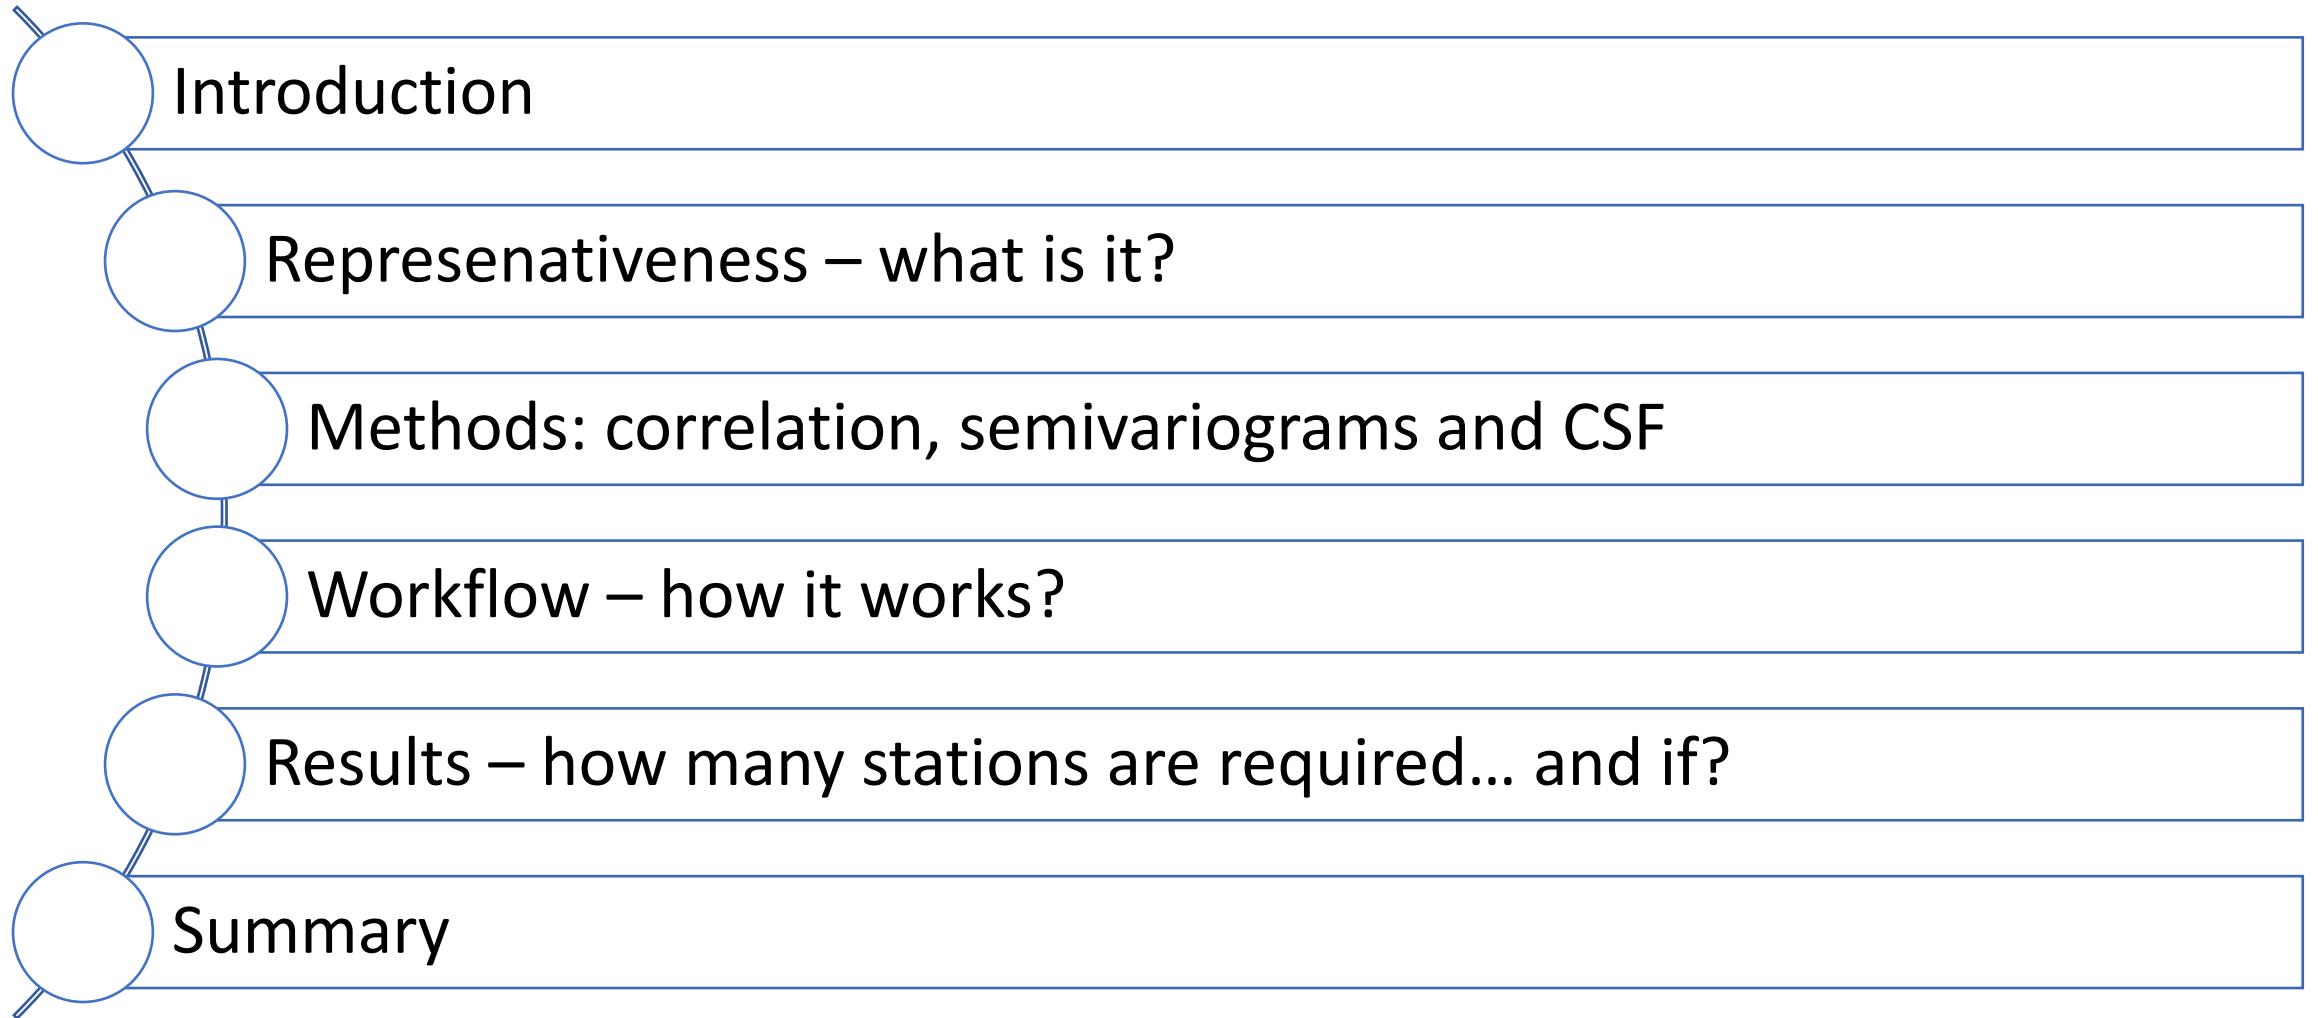 Introduction
Represenativeness – what is it?
Methods: correlation, semivariograms and CSF
Workflow – how it works?
Results – how many stations are required... and if?
Summary